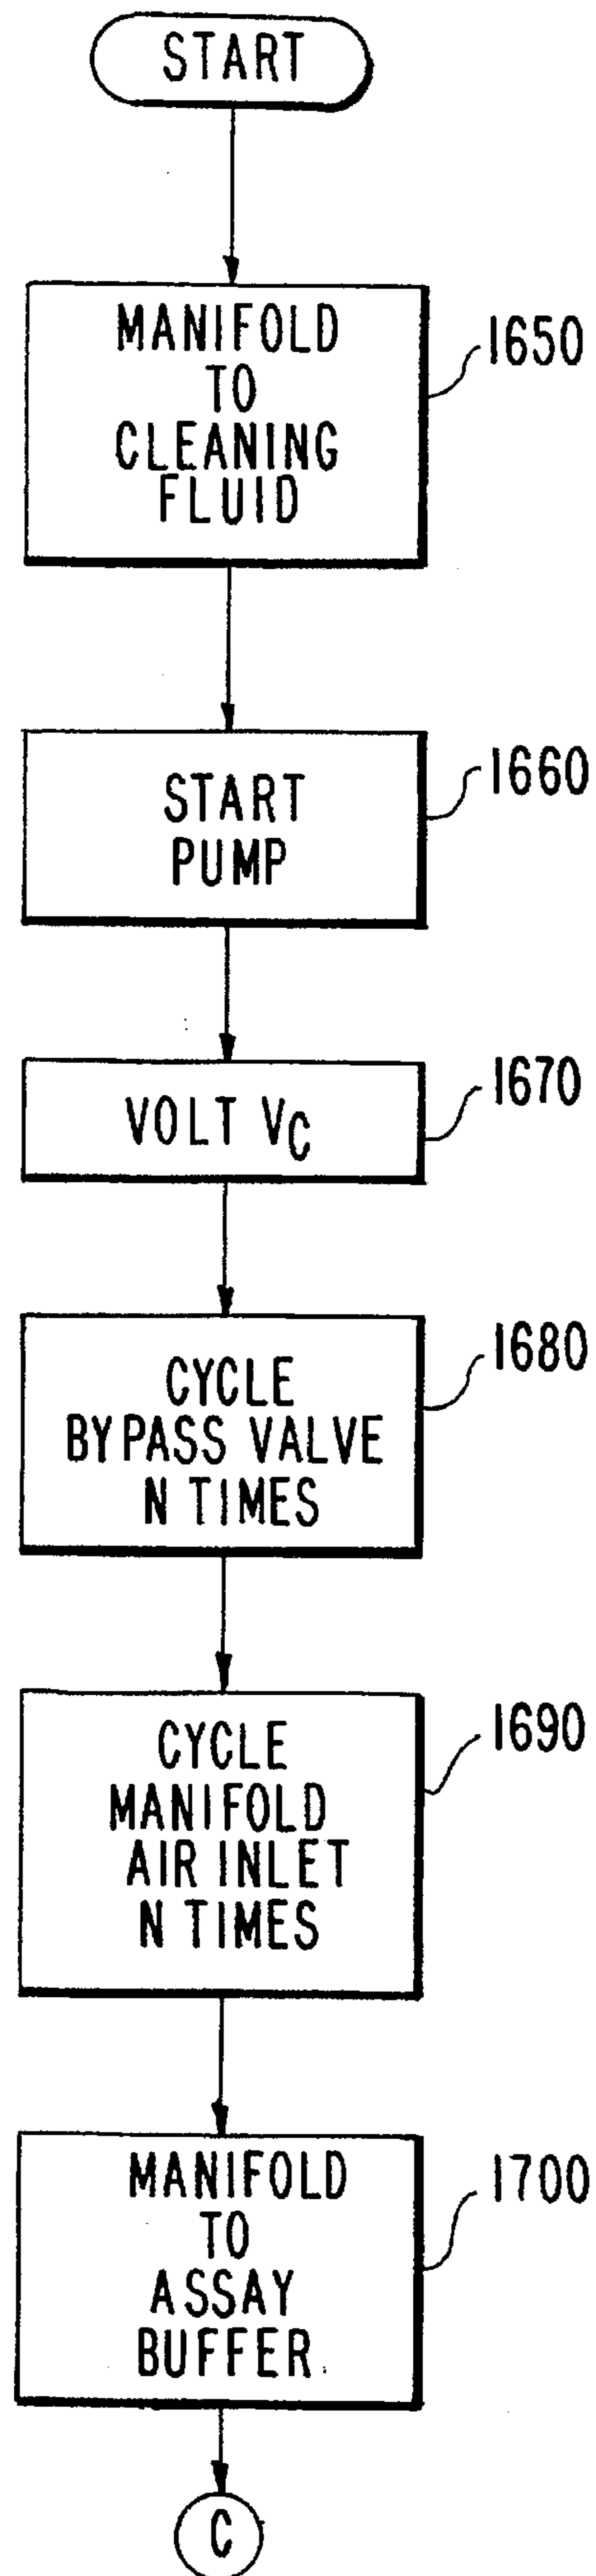 START
MANIFOLD
TO
CLEANING
FLUID
1650
START
PUMP
1660
VOLT VC
1670
CYCLE
BYPASS VALVE
N TIMES
1680
CYCLE
MANIFOLD
AIR INLET
N TIMES
1690
MANIFOLD
TO
ASSAY
BUFFER
1700
C